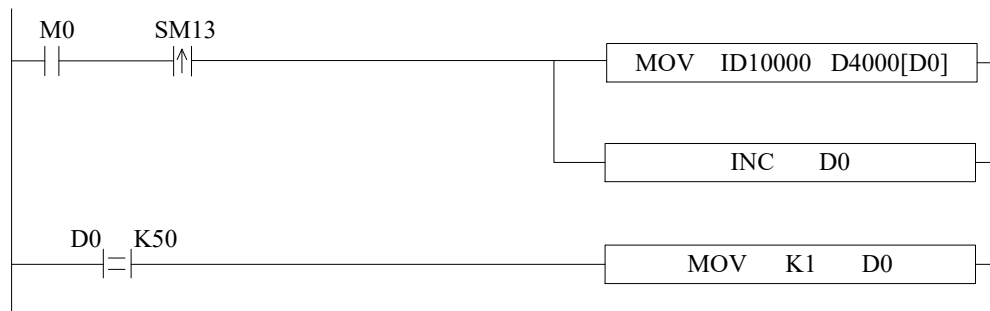 M0 SM13
MOV ID10000 D4000[D0]
INC D0
D0 K50
MOV K1 D0